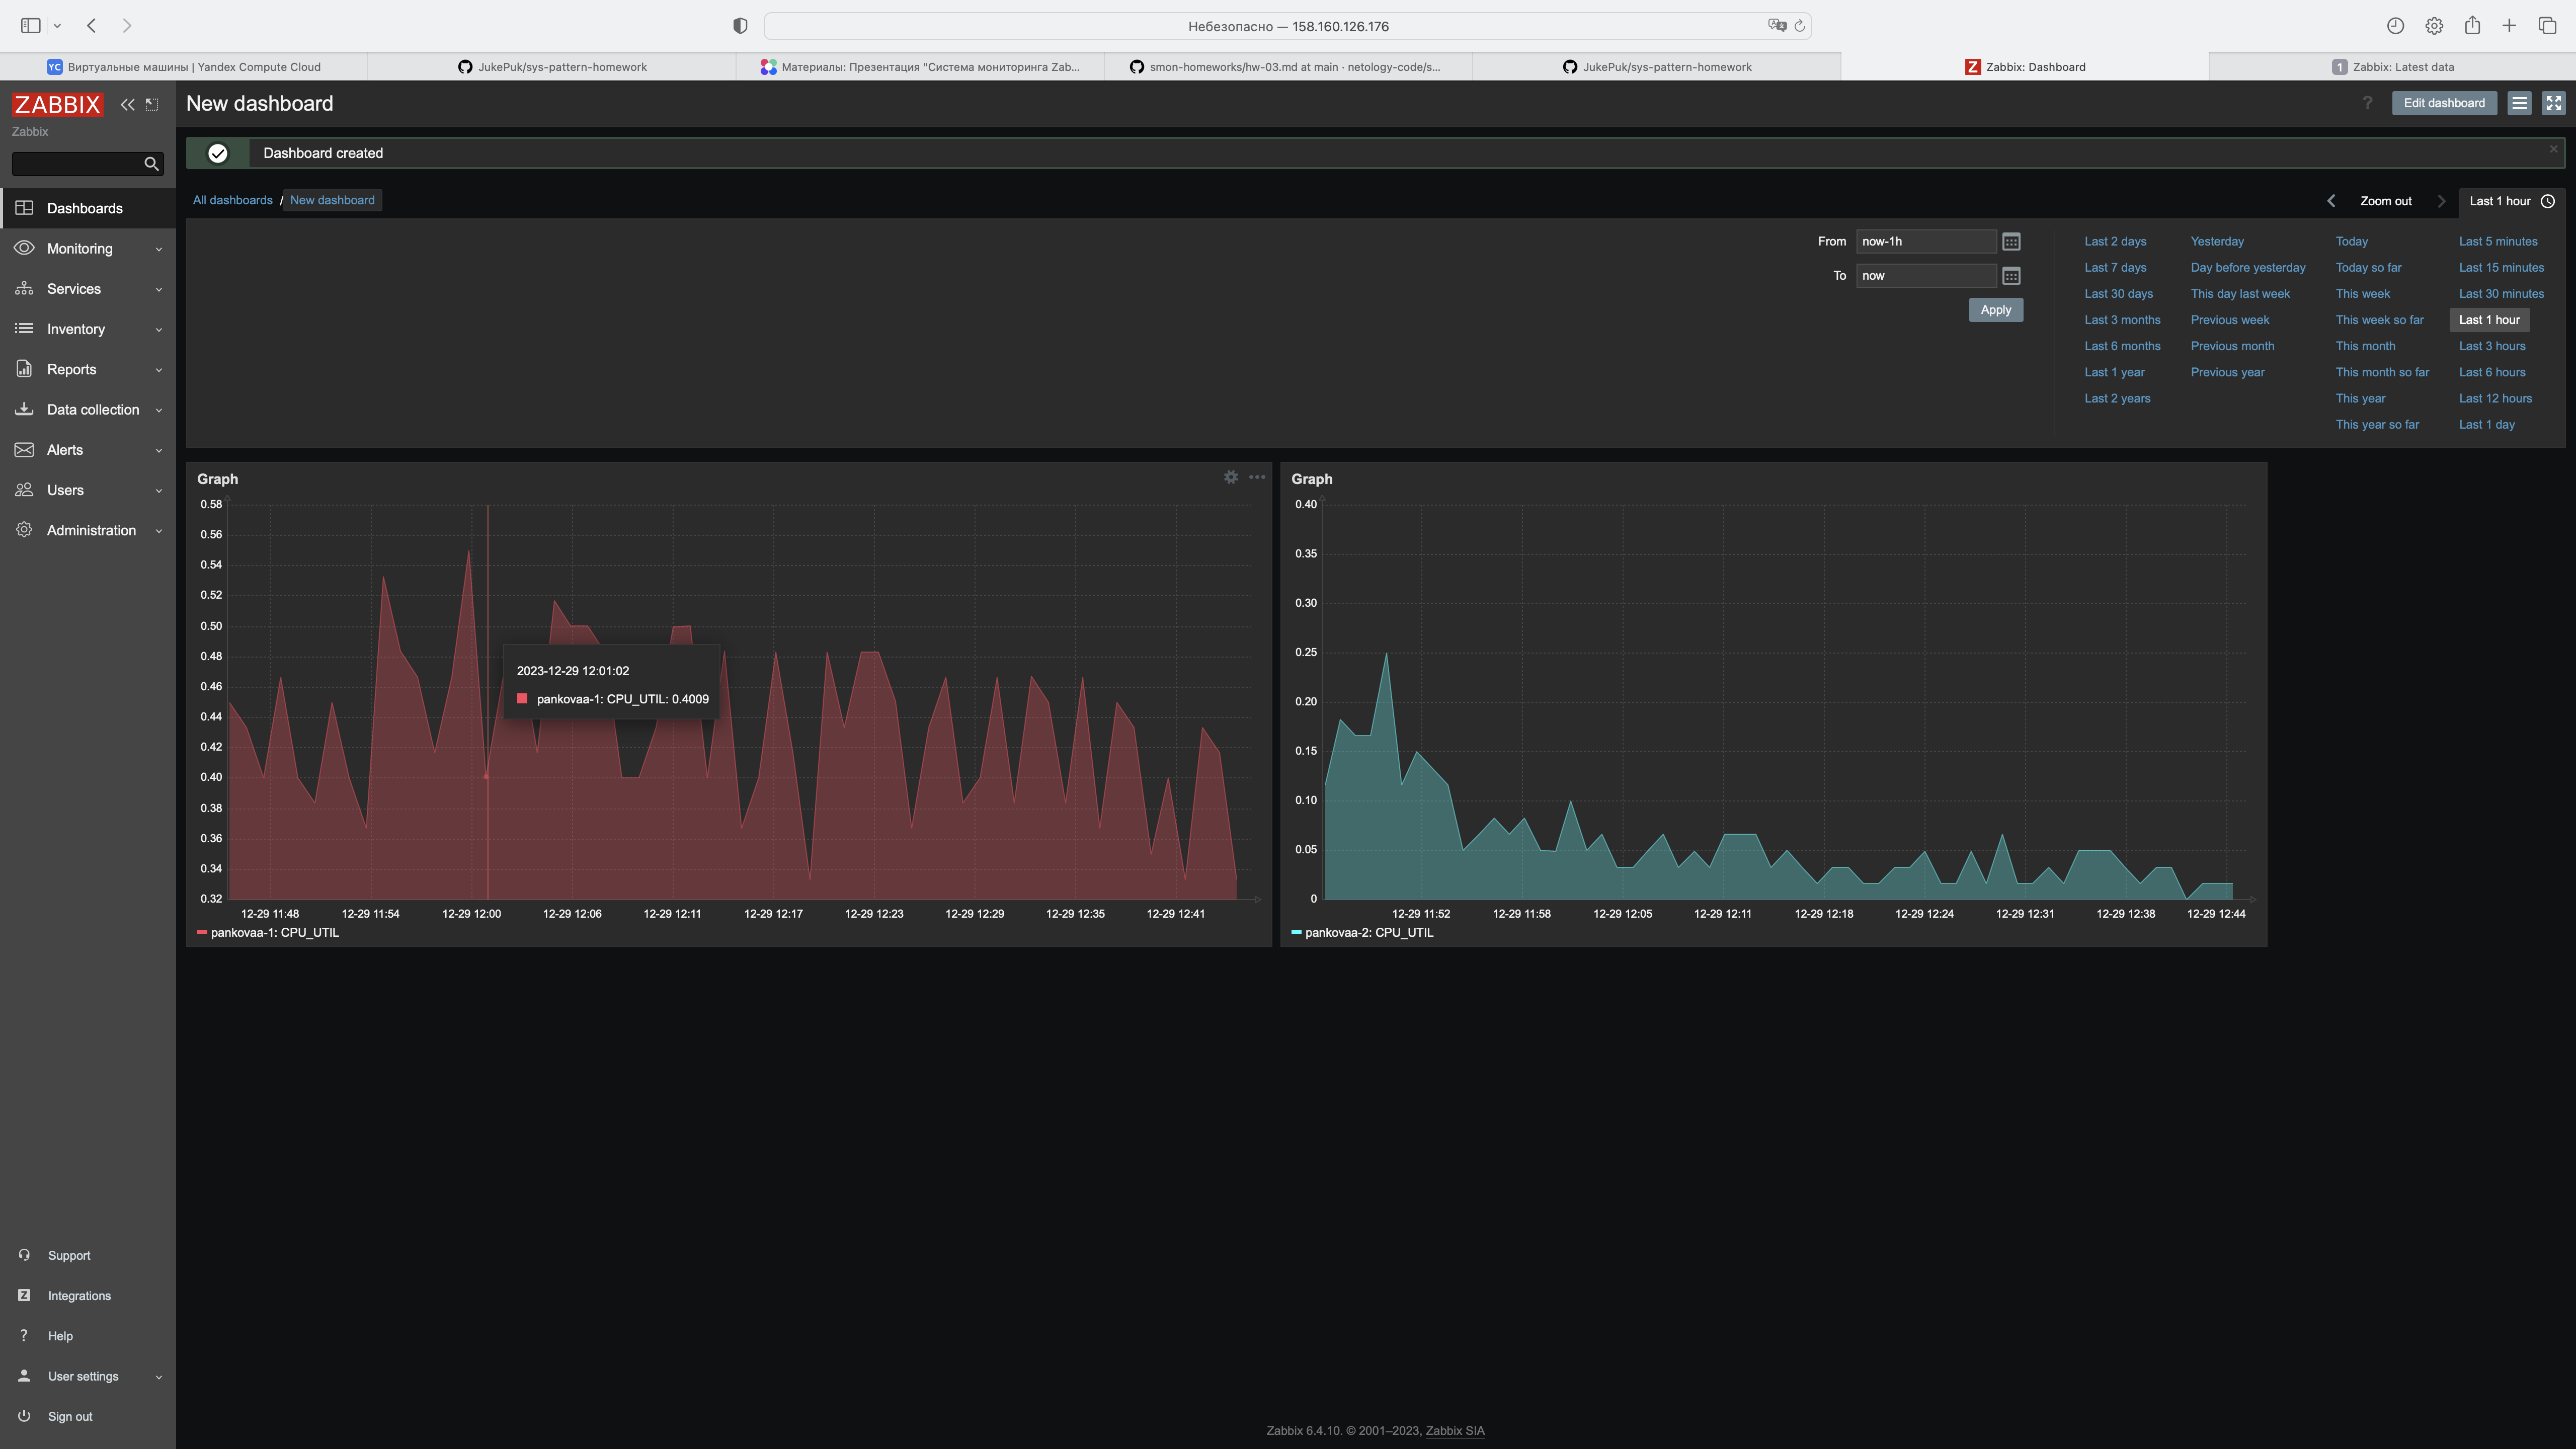 Небезопасно — 158.160.126.176
YC Виртуальные машины | Yandex Compute Cloud
JukePuk/sys-pattern-homework
Материалы: Презентация "Система мониторинга Zab...
smon-homeworks/hw-03.md at main · netology-code/s...
JukePuk/sys-pattern-homework
Z Zabbix: Dashboard
1 Zabbix: Latest data
ZABBIX
Zabbix
New dashboard
? Edit dashboard
Dashboard created
All dashboards / New dashboard
Zoom out
Last 1 hour
From now-1h
To now
Apply
Last 2 days Yesterday Today Last 5 minutes
Last 7 days Day before yesterday Today so far Last 15 minutes
Last 30 days This day last week This week Last 30 minutes
Last 3 months Previous week This week so far Last 1 hour
Last 6 months Previous month This month Last 3 hours
Last 1 year Previous year This month so far Last 6 hours
Last 2 years This year Last 12 hours
This year so far Last 1 day
Dashboards
Monitoring
Services
Inventory
Reports
Data collection
Alerts
Users
Administration
Support
Z Integrations
? Help
User settings
Sign out
Graph
0.58
0.56
0.54
0.52
0.50
0.48
0.46
0.44
0.42
0.40
0.38
0.36
0.34
0.32
2023-12-29 12:01:02
pankovaa-1: CPU_UTIL: 0.4009
12-29 11:48 12-29 11:54 12-29 12:00 12-29 12:06 12-29 12:11 12-29 12:17 12-29 12:23 12-29 12:29 12-29 12:35 12-29 12:41
pankovaa-1: CPU_UTIL
Graph
0.40
0.35
0.30
0.25
0.20
0.15
0.10
0.05
0
12-29 11:52 12-29 11:58 12-29 12:05 12-29 12:11 12-29 12:18 12-29 12:24 12-29 12:31 12-29 12:38 12-29 12:44
pankovaa-2: CPU_UTIL
Zabbix 6.4.10. © 2001–2023, Zabbix SIA